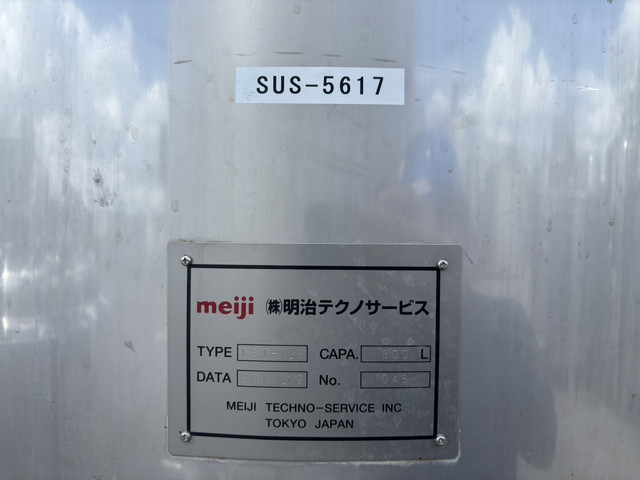 SUS-5617
meiji ㈱明治テクノサービス
TYPE CAPA. L
DATA No.
MEIJI TECHNO-SERVICE INC
TOKYO JAPAN